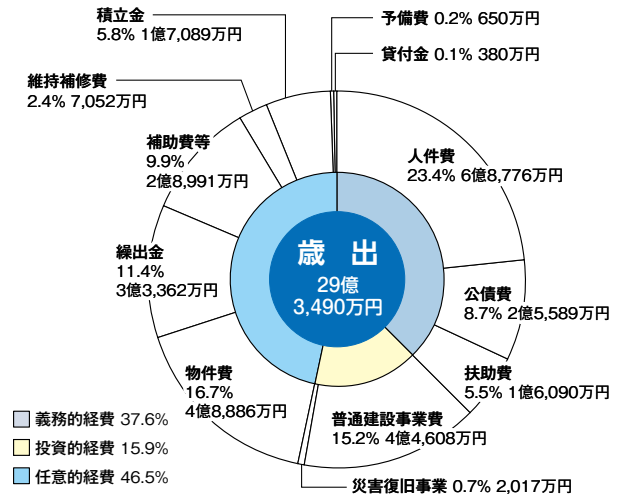 積立金
5.8% 1億7,089万円
予備費 0.2% 650万円
貸付金 0.1% 380万円
維持補修費
2.4% 7,052万円
補助費等
9.9%
2億8,991万円
人件費
23.4% 6億8,776万円
歳 出
29億
3,490万円
繰出金
11.4%
3億3,362万円
公債費
8.7% 2億5,589万円
物件費
16.7%
4億8,886万円
扶助費
5.5% 1億6,090万円
普通建設事業費
15.2% 4億4,608万円
災害復旧事業 0.7% 2,017万円
義務的経費 37.6%
投資的経費 15.9%
任意的経費 46.5%